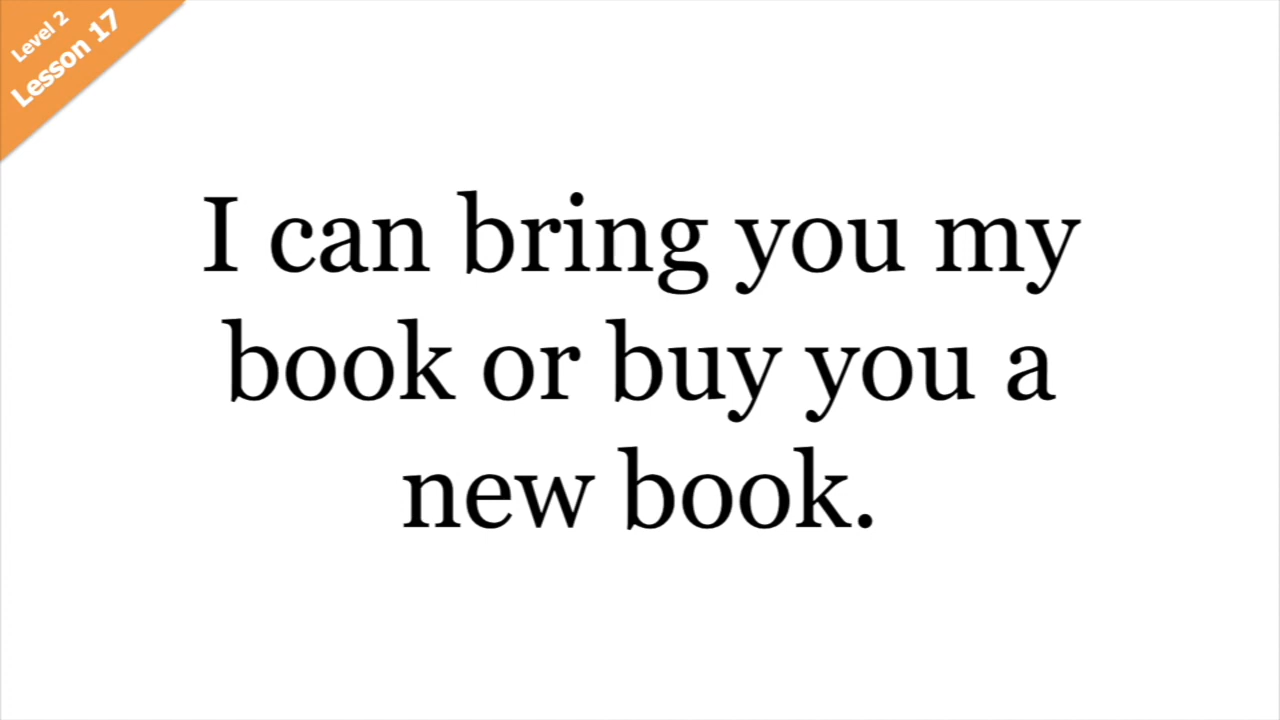 Level 2
Lesson 17
I can bring you my
book or buy you a
new book.